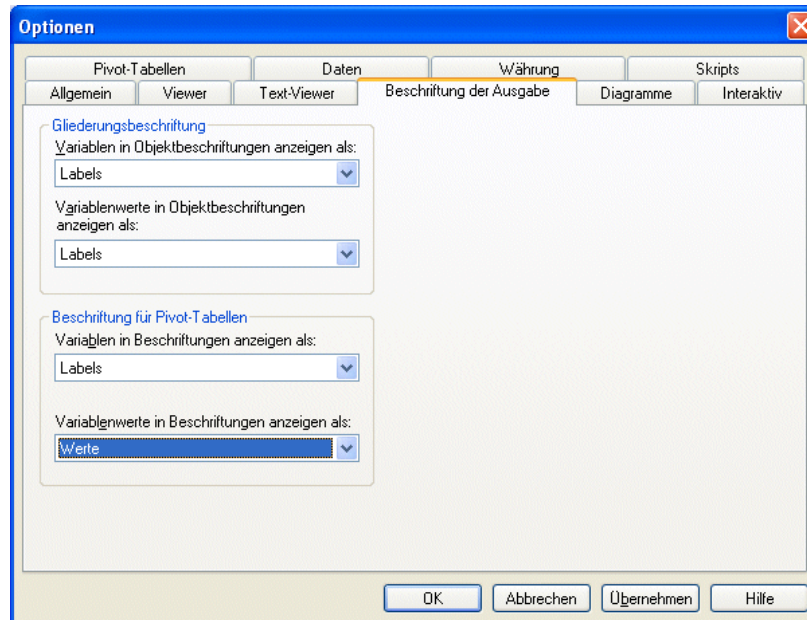 Optionen
Pivot-Tabellen Daten Währung Skripts
Allgemein Viewer Text-Viewer Beschriftung der Ausgabe Diagramme Interaktiv
Gliederungsbeschriftung
Variablen in Objektbeschriftungen anzeigen als:
Labels
Variablenwerte in Objektbeschriftungen
anzeigen als:
Labels
Beschriftung für Pivot-Tabellen
Variablen in Beschriftungen anzeigen als:
Labels
Variablenwerte in Beschriftungen anzeigen als:
Werte
OK Abbrechen Übernehmen Hilfe